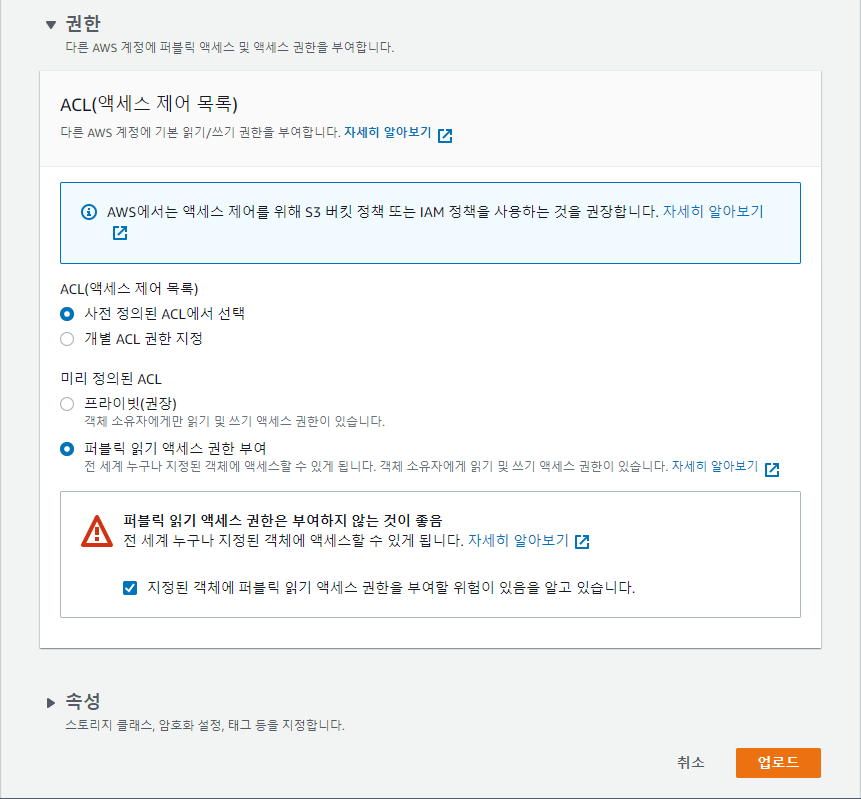 권한
다른 AWS 계정에 퍼블릭 액세스 및 액세스 권한을 부여합니다.
ACL(액세스 제어 목록)
다른 AWS 계정에 기본 읽기/쓰기 권한을 부여합니다. 자세히 알아보기
AWS에서는 액세스 제어를 위해 S3 버킷 정책 또는 IAM 정책을 사용하는 것을 권장합니다. 자세히 알아보기
ACL(액세스 제어 목록)
사전 정의된 ACL에서 선택
개별 ACL 권한 지정
미리 정의된 ACL
프라이빗(권장)
객체 소유자에게만 읽기 및 쓰기 액세스 권한이 있습니다.
퍼블릭 읽기 액세스 권한 부여
전 세계 누구나 지정된 객체에 액세스할 수 있게 됩니다. 객체 소유자에게 읽기 및 쓰기 액세스 권한이 있습니다. 자세히 알아보기
퍼블릭 읽기 액세스 권한은 부여하지 않는 것이 좋음
전 세계 누구나 지정된 객체에 액세스할 수 있게 됩니다. 자세히 알아보기
지정된 객체에 퍼블릭 읽기 액세스 권한을 부여할 위험이 있음을 알고 있습니다.
속성
스토리지 클래스, 암호화 설정, 태그 등을 지정합니다.
취소 업로드